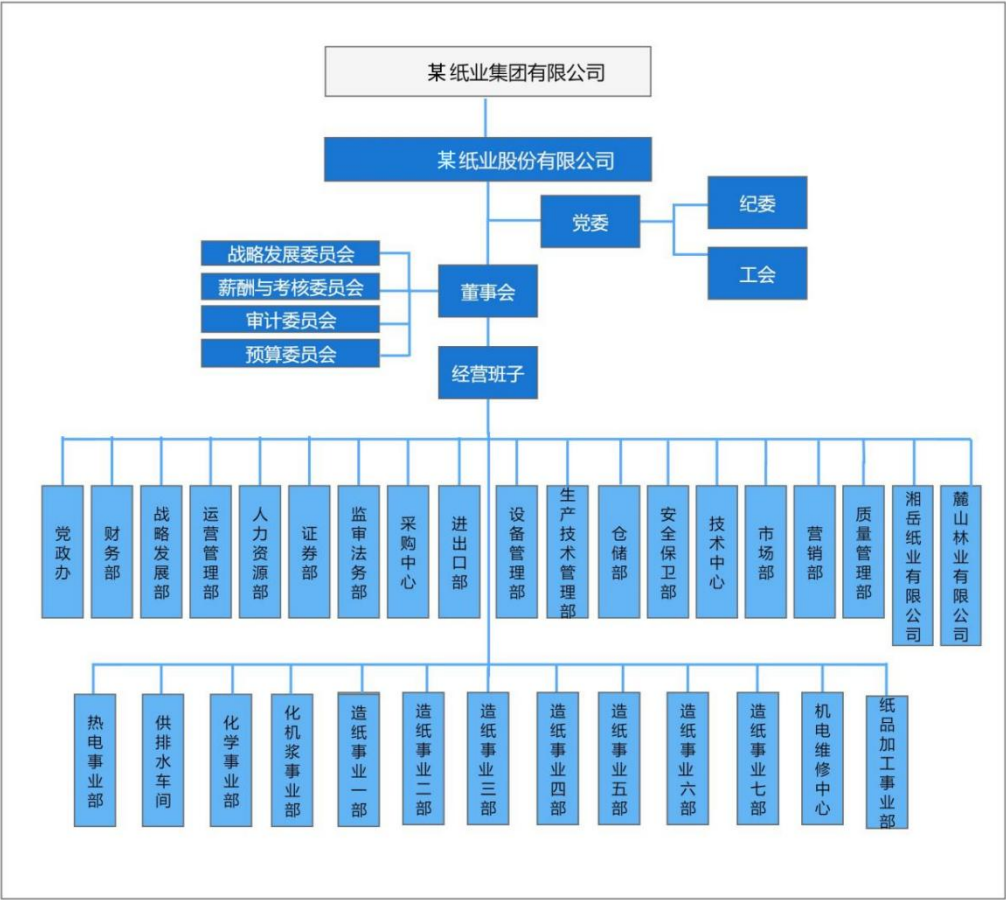 某纸业集团有限公司
某纸业股份有限公司
党委
纪委
工会
战略发展委员会
薪酬与考核委员会
审计委员会
预算委员会
董事会
经营班子
党政办
财务部
战略发展部
运营管理部
人力资源部
证券部
监审法务部
采购中心
进出口部
设备管理部
生产技术管理部
仓储部
安全保卫部
技术中心
市场部
营销部
质量管理部
湘岳纸业有限公司
麓山林业有限公司
热电事业部
供排水车间
化学事业部
化机浆事业部
造纸事业一部
造纸事业二部
造纸事业三部
造纸事业四部
造纸事业五部
造纸事业六部
造纸事业七部
机电维修中心
纸品加工事业部